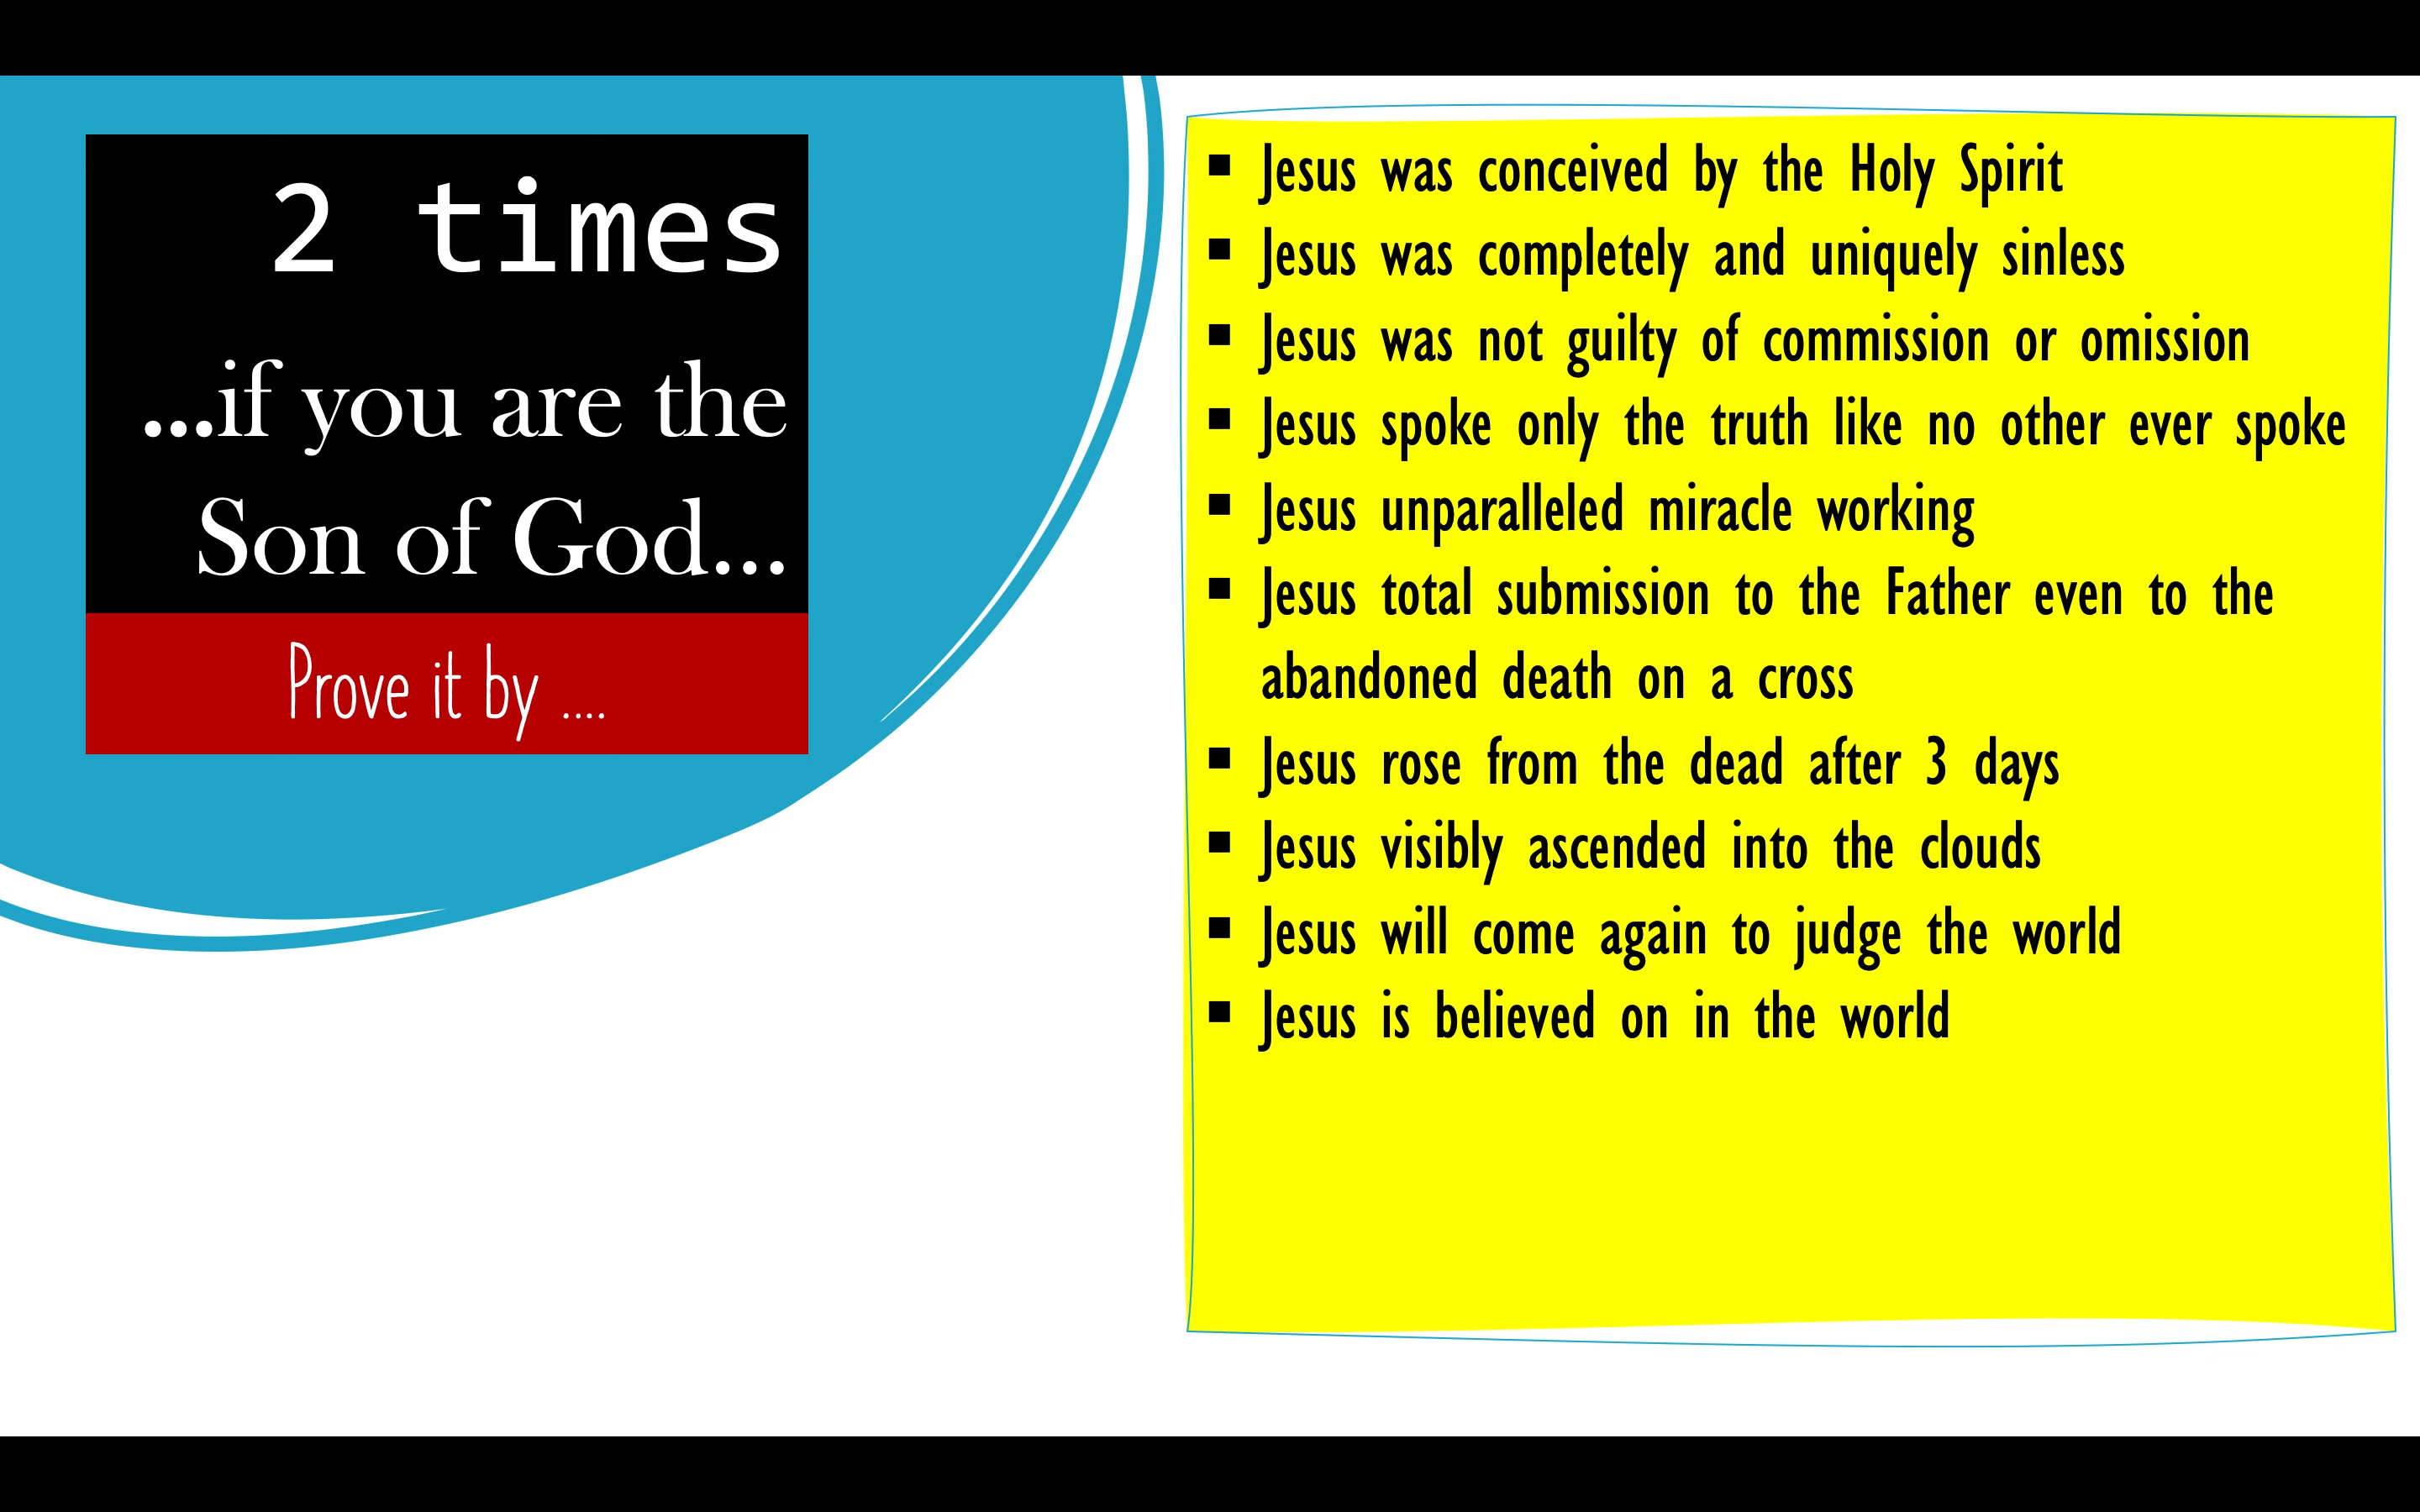 2 times
...if you are the
Son of God...
Prove it by ....
▪ Jesus was conceived by the Holy Spirit
▪ Jesus was completely and uniquely sinless
▪ Jesus was not guilty of commission or omission
▪ Jesus spoke only the truth like no other ever spoke
▪ Jesus unparalleled miracle working
▪ Jesus total submission to the Father even to the
abandoned death on a cross
▪ Jesus rose from the dead after 3 days
▪ Jesus visibly ascended into the clouds
▪ Jesus will come again to judge the world
▪ Jesus is believed on in the world